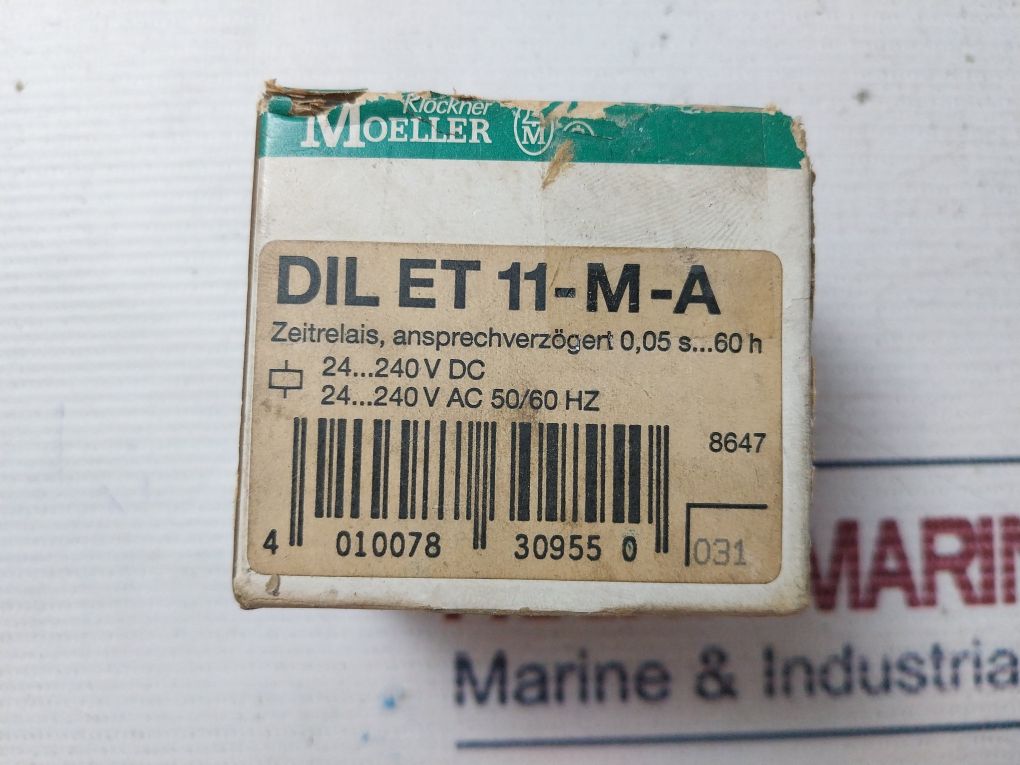 Klöckner
MOELLER
M
DIL ET 11-M-A
Zeitrelais, ansprechverzögert 0,05 s...60 h
24...240 V DC
24...240 V AC 50/60 HZ
8647
4 010078 30955 0
031
MARIN
Marine & Industria